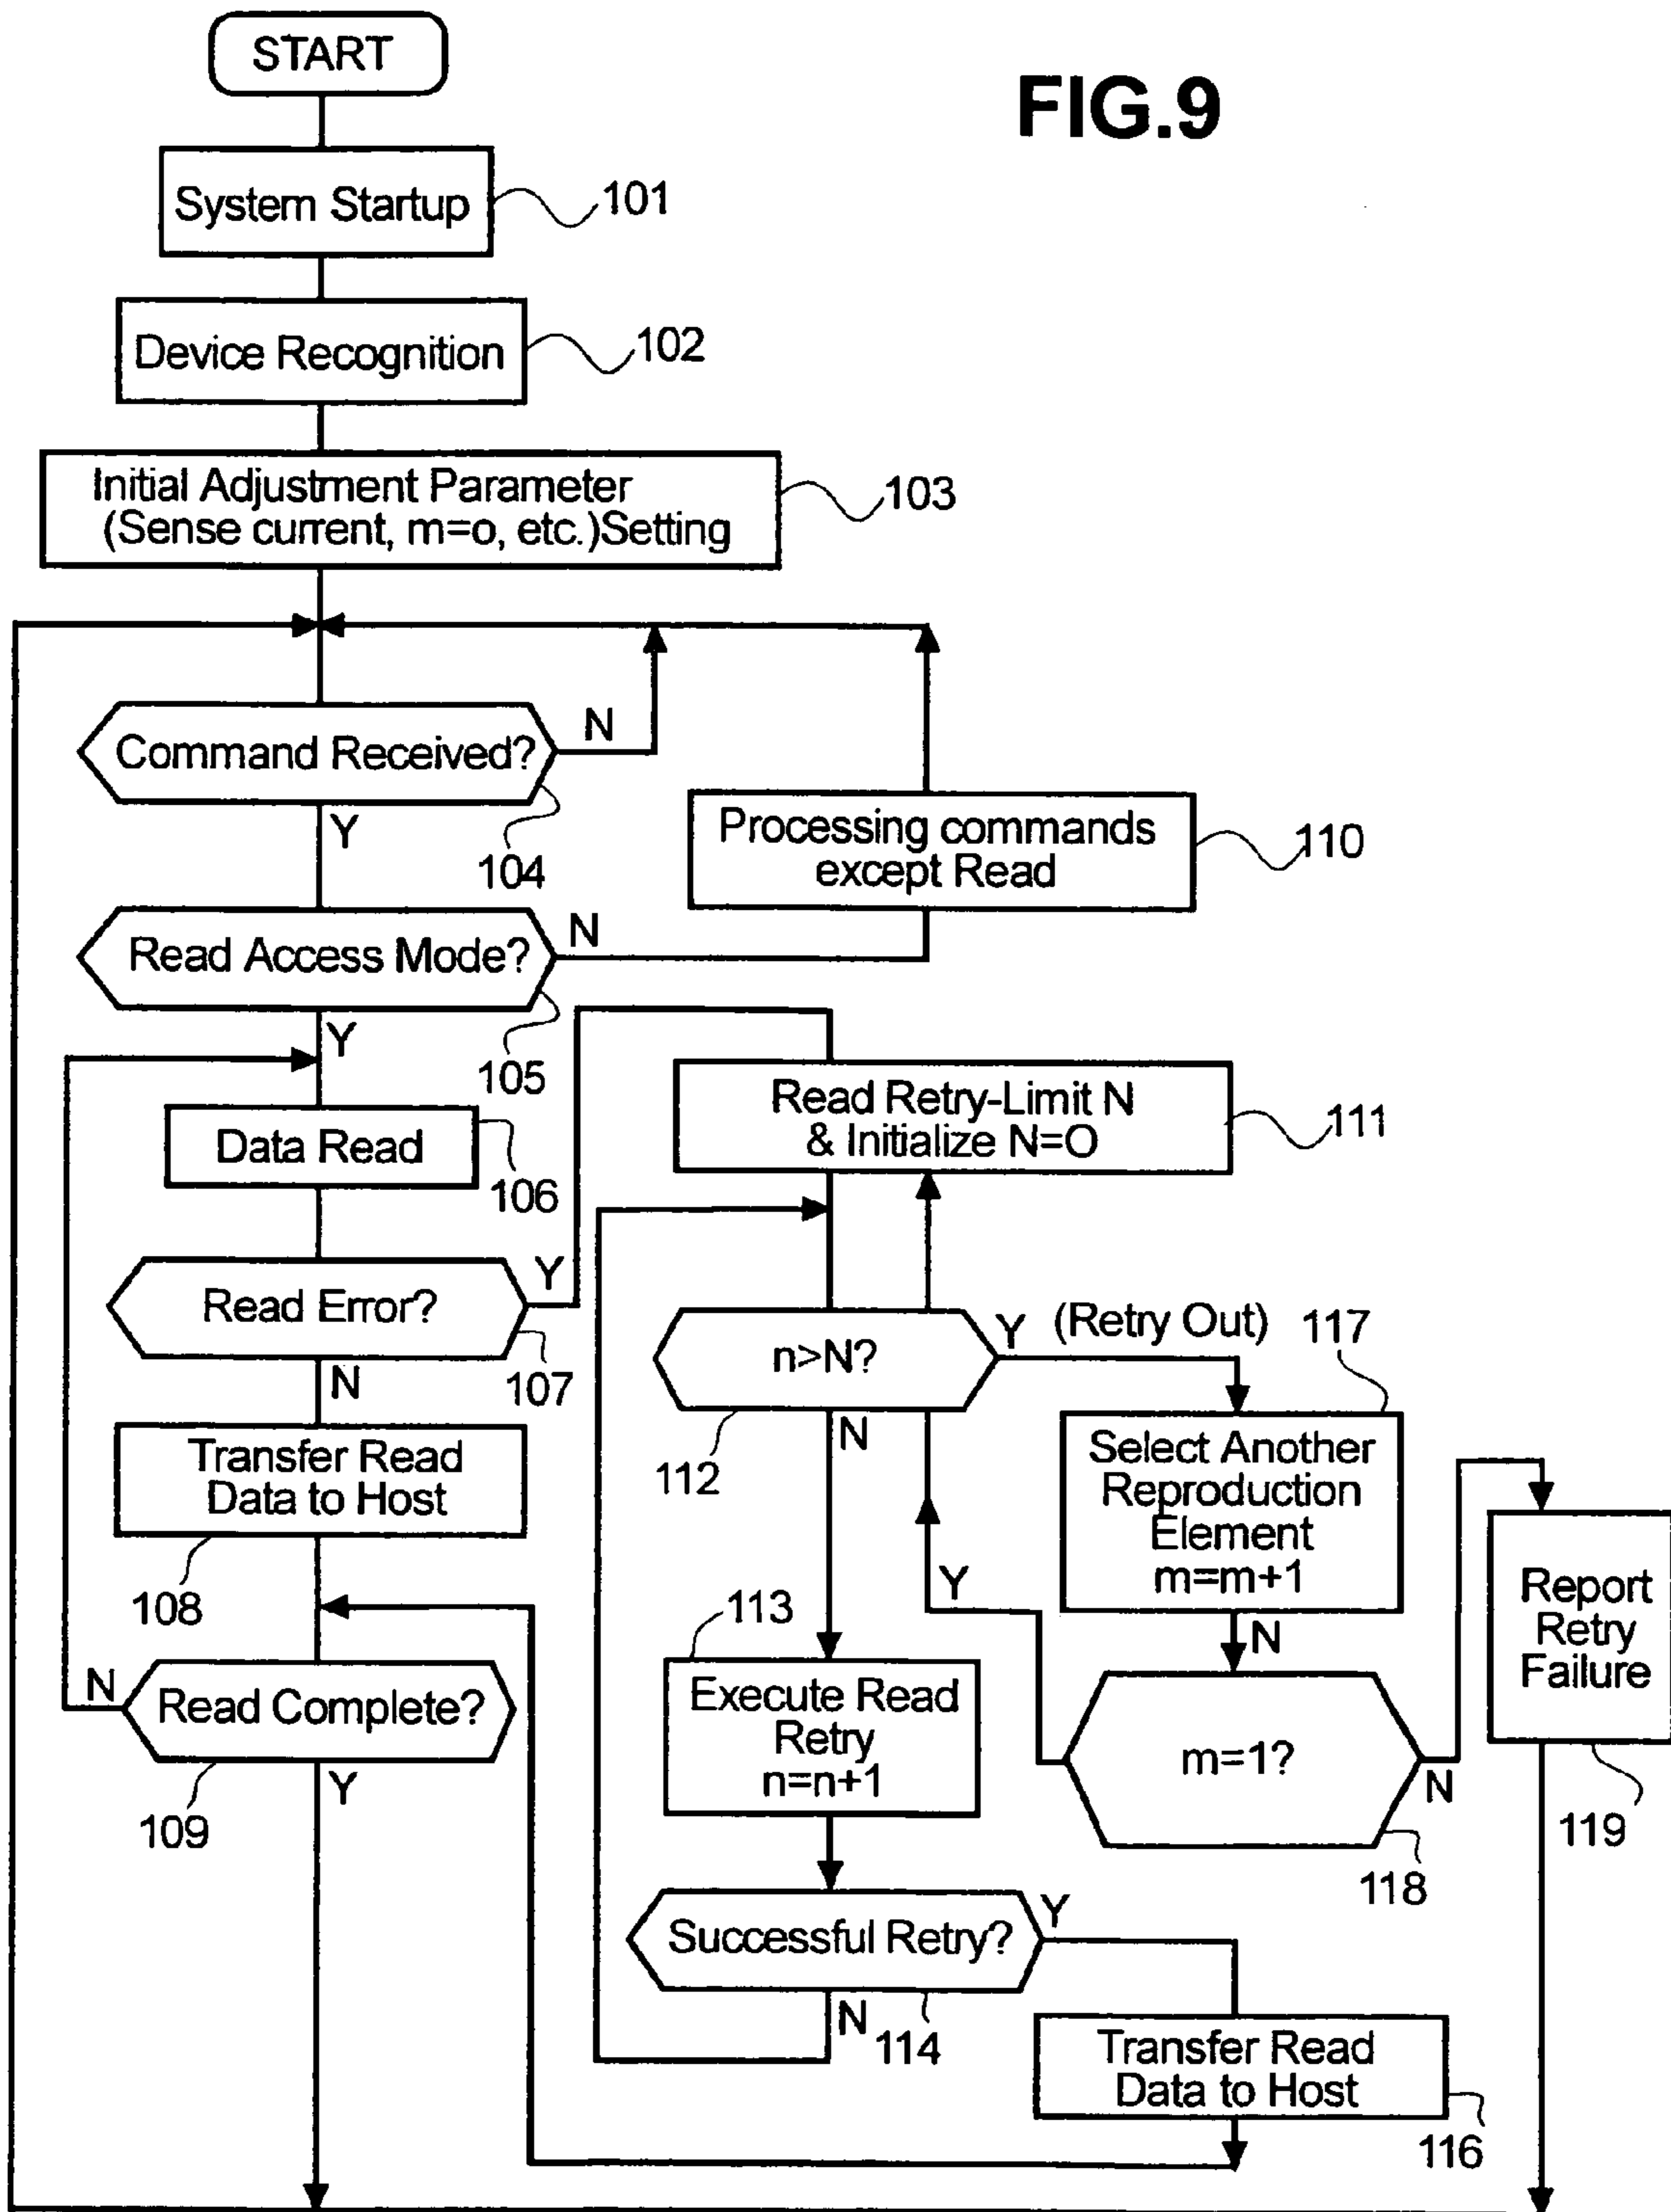 START
FIG.9
System Startup
101
Device Recognition
102
Initial Adjustment Parameter
(Sense current, m=o, etc.)Setting
103
Command Received?
N
Y
104
Processing commands
except Read
110
Read Access Mode?
N
Y
105
Data Read
106
Read Retry-Limit N
& Initialize N=O
111
Read Error?
Y
N
107
n>N?
Y
(Retry Out)
N
112
117
Select Another
Reproduction
Element
m=m+1
N
Transfer Read
Data to Host
108
Read Complete?
N
Y
109
113
Execute Read
Retry
n=n+1
Y
m=1?
N
118
Report
Retry
Failure
119
Successful Retry?
Y
N
114
Transfer Read
Data to Host
116